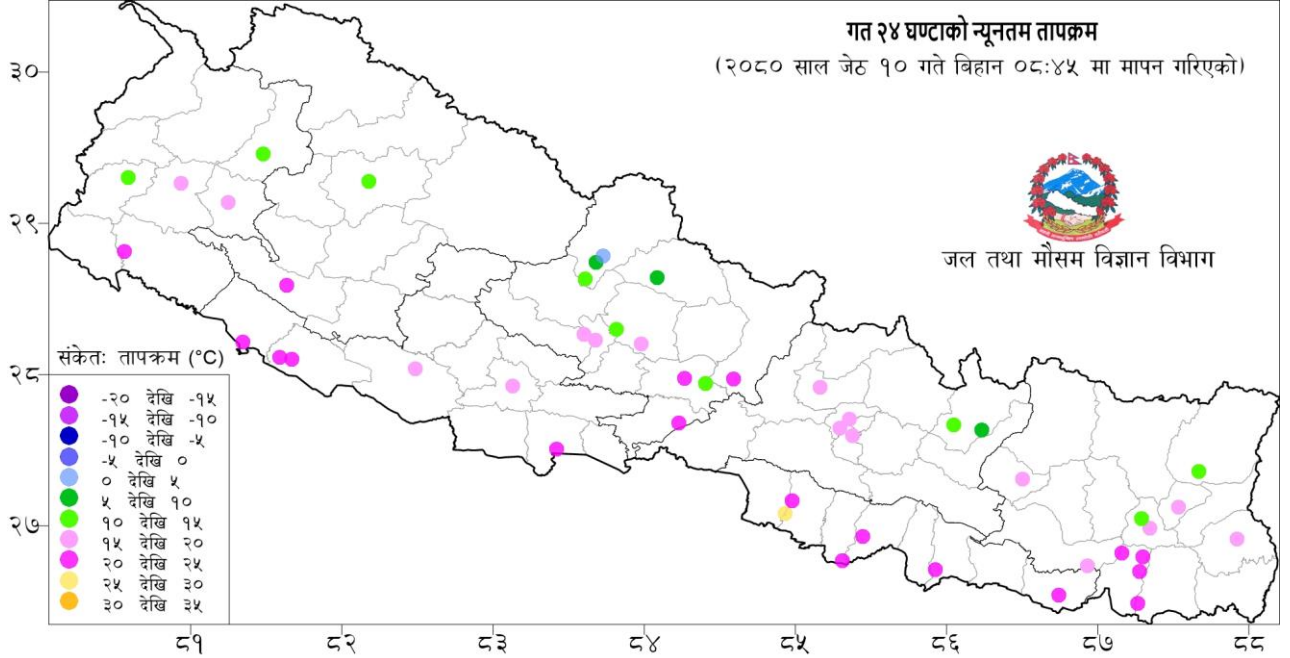 गत २४ घण्टाको न्यूनतम तापक्रम
(२०८० साल जेठ १० गते बिहान ०८:४५ मा मापन गरिएको)
३०
२९
जल तथा मौसम विज्ञान विभाग
२८
संकेतः तापक्रम (°C)
-२० देखि -१५
-१५ देखि -१०
-१० देखि -५
-५ देखि ०
० देखि ५
५ देखि १०
१० देखि १५
१५ देखि २०
२० देखि २५
२५ देखि ३०
३० देखि ३५
२७
८१ ८२ ८३ ८४ ८५ ८६ ८७ ८८